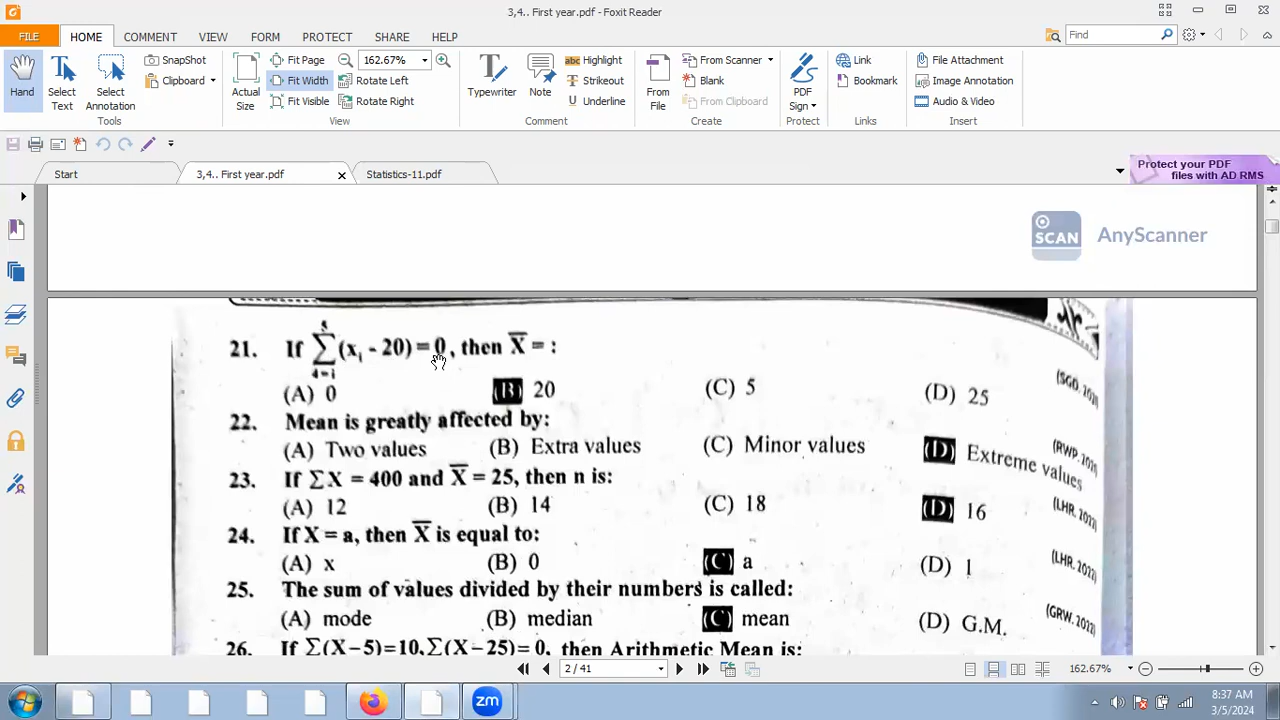 3,4.. First year.pdf - Foxit Reader
FILE HOME COMMENT VIEW FORM PROTECT SHARE HELP
Find
Hand
Select Text
Select Annotation
SnapShot
Clipboard
Tools
Actual Size
Fit Page
Fit Width
Fit Visible
162.67%
Rotate Left
Rotate Right
View
Typewriter
Note
Highlight
Strikeout
Underline
Comment
From File
From Scanner
Blank
From Clipboard
Create
PDF Sign
Protect
Link
Bookmark
Links
File Attachment
Image Annotation
Audio & Video
Insert
Start
3,4.. First year.pdf
Statistics-11.pdf
Protect your PDF
files with AD RMS
SCAN AnyScanner
21. If ∑(xᵢ - 20) = 0, then X̅ = :
(A) 0 (B) 20 (C) 5 (D) 25
22. Mean is greatly affected by:
(A) Two values (B) Extra values (C) Minor values (D) Extreme values
23. If ∑X = 400 and X̅ = 25, then n is:
(A) 12 (B) 14 (C) 18 (D) 16
24. If X = a, then X̅ is equal to:
(A) x (B) 0 (C) a (D) 1
(LHR. 2022)
25. The sum of values divided by their numbers is called:
(A) mode (B) median (C) mean (D) G.M.
(GRW. 2022)
26. If ∑(X−5)=10,∑(X−25)=0, then Arithmetic Mean is:
2 / 41
162.67%
zm
8:37 AM
3/5/2024